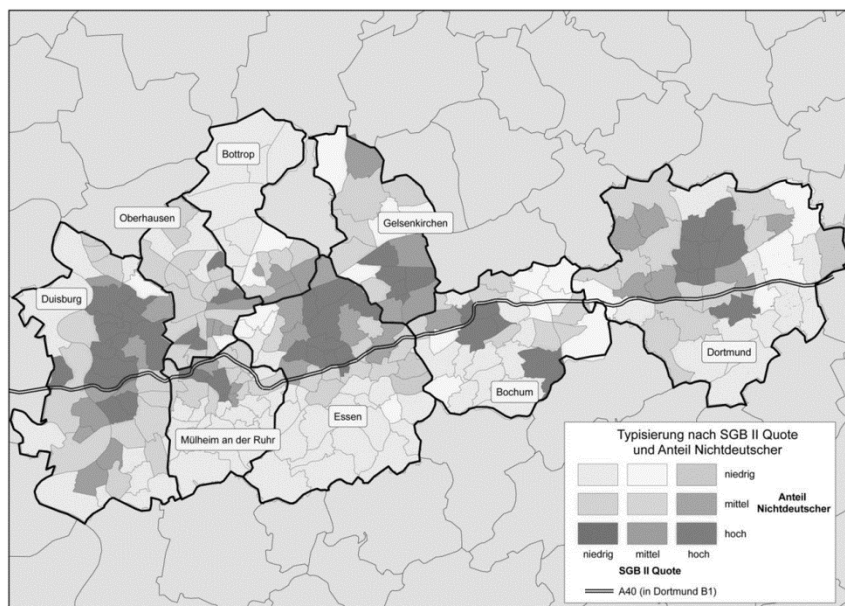 Bottrop
Oberhausen
Gelsenkirchen
Duisburg
Dortmund
Bochum
Essen
Mülheim an der Ruhr
Typisierung nach SGB II Quote
und Anteil Nichtdeutscher
niedrig
mittel
Anteil
Nichtdeutscher
hoch
niedrig mittel hoch
SGB II Quote
A40 (in Dortmund B1)